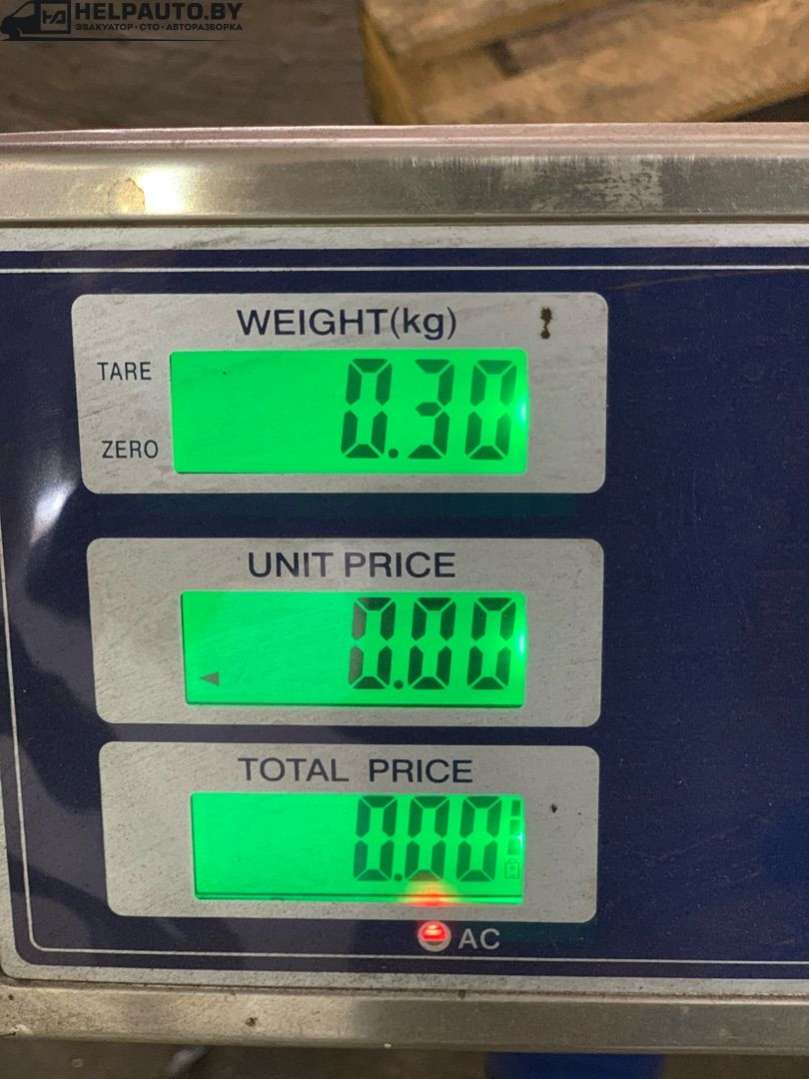 HELPAUTO.BY
ЭВАКУАТОР • СТО • АВТОРАЗБОРКА
WEIGHT(kg)
TARE
0.30
ZERO
UNIT PRICE
0.00
TOTAL PRICE
0.00
AC